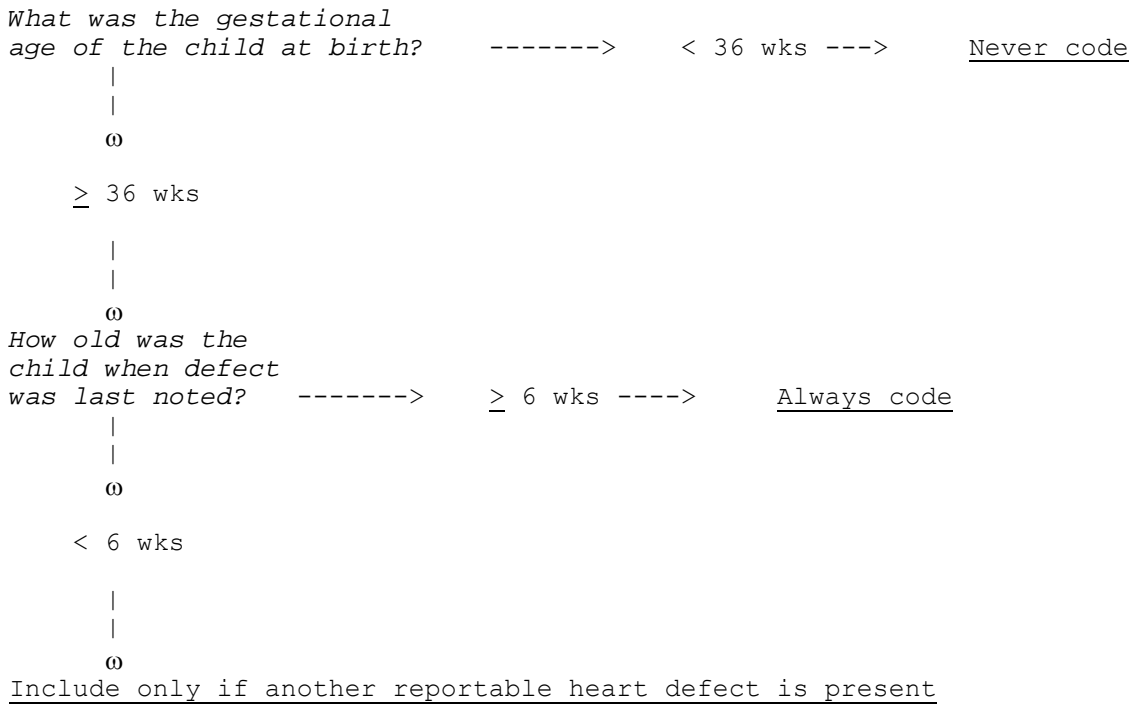 What was the gestational
age of the child at birth? -------> < 36 wks ---> Never code
|
|
ω
≥ 36 wks
|
|
ω
How old was the
child when defect
was last noted? -------> ≥ 6 wks ----> Always code
|
|
ω
< 6 wks
|
|
ω
Include only if another reportable heart defect is present